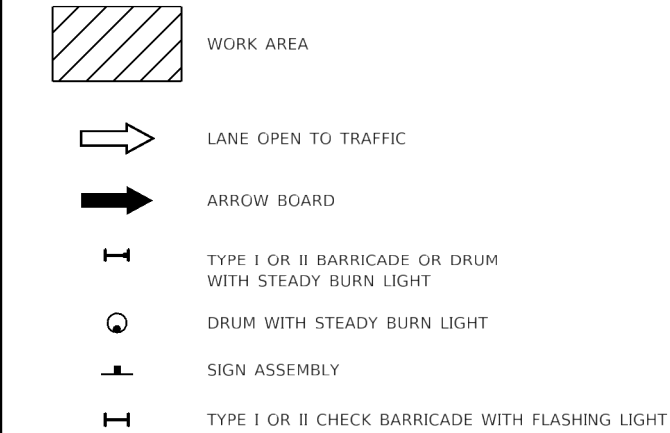 WORK AREA
LANE OPEN TO TRAFFIC
ARROW BOARD
TYPE I OR II BARRICADE OR DRUM
WITH STEADY BURN LIGHT
DRUM WITH STEADY BURN LIGHT
SIGN ASSEMBLY
TYPE I OR II CHECK BARRICADE WITH FLASHING LIGHT